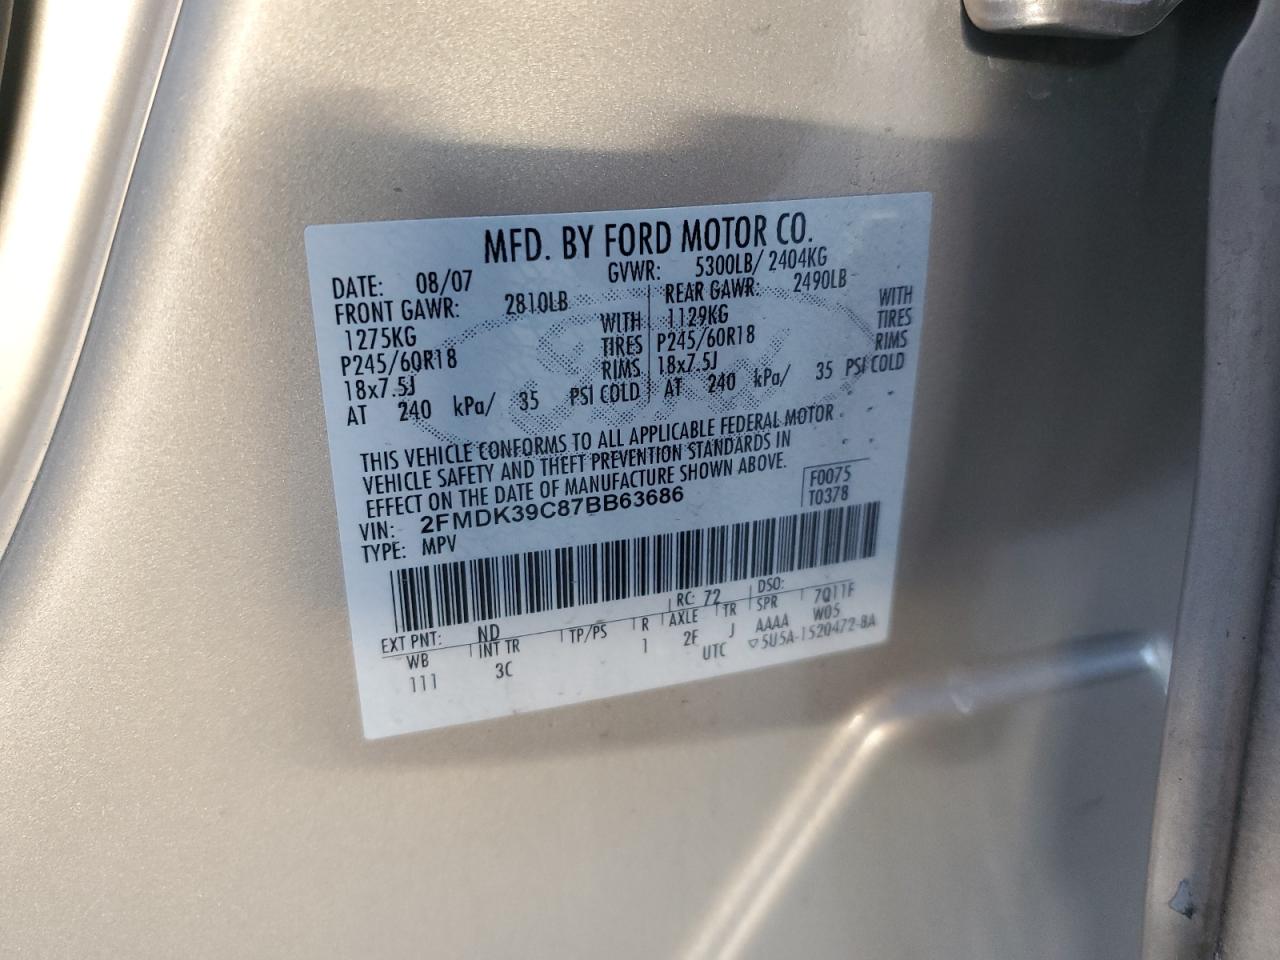 MFD. BY FORD MOTOR CO.
DATE: 08/07 GVWR: 5300LB/ 2404KG
FRONT GAWR: 2810LB REAR GAWR: 2490LB
1275KG WITH 1129KG WITH
P245/60R18 TIRES P245/60R18 TIRES
18x7.5J RIMS 18x7.5J RIMS
AT 240 kPa/ 35 PSI COLD AT 240 kPa/ 35 PSI COLD
THIS VEHICLE CONFORMS TO ALL APPLICABLE FEDERAL MOTOR
VEHICLE SAFETY AND THEFT PREVENTION STANDARDS IN
EFFECT ON THE DATE OF MANUFACTURE SHOWN ABOVE.
VIN: 2FMDK39C87BB63686 F0075
TYPE: MPV T0378
EXT PNT: ND RC: 72 DSO:
WB INT TR TP/PS R AXLE TR SPR 7Q11F
111 3C 1 2F J AAAA W05
UTC ▽5U5A-1520472-BA